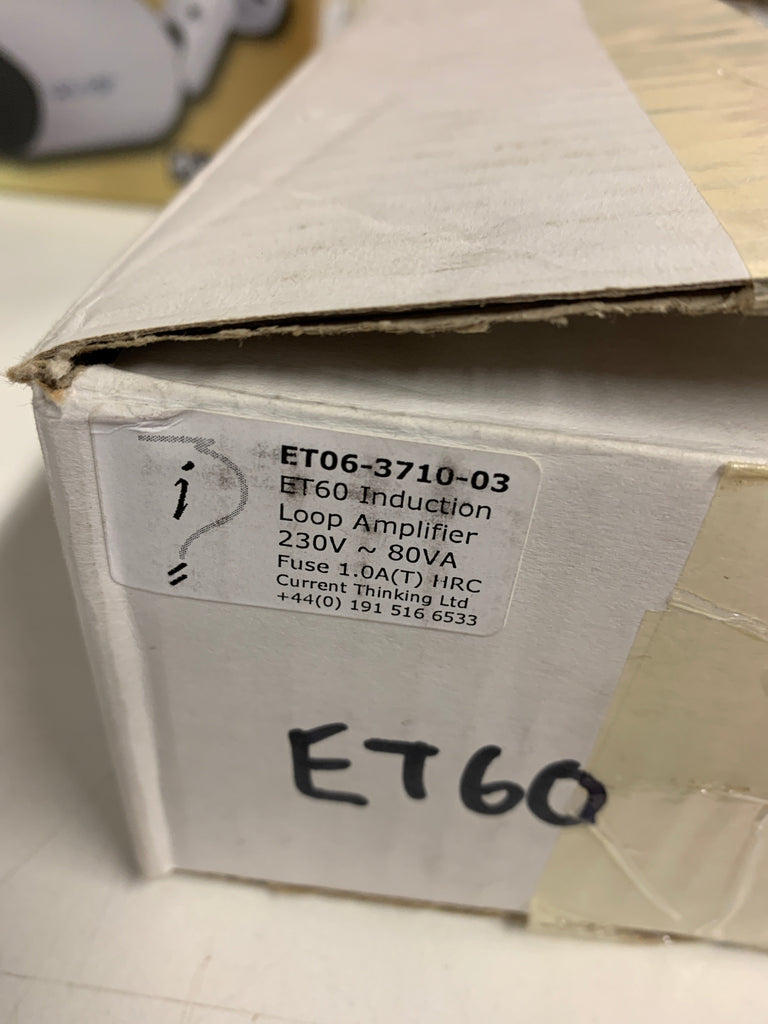 i
ET06-3710-03
ET60 Induction
Loop Amplifier
230V ~ 80VA
Fuse 1.0A(T) HRC
Current Thinking Ltd
+44(0) 191 516 6533
ET60